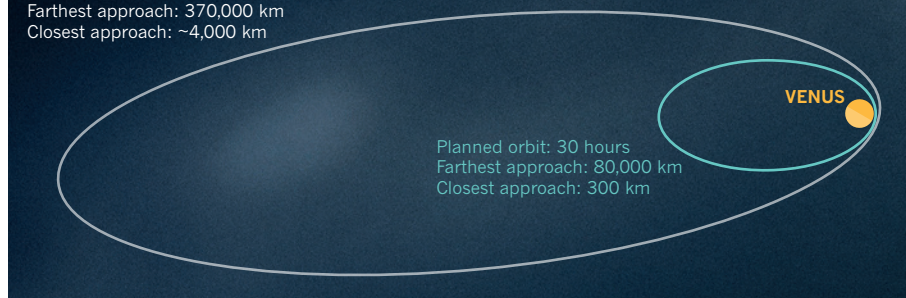 Farthest approach: 370,000 km
Closest approach: ~4,000 km
VENUS
Planned orbit: 30 hours
Farthest approach: 80,000 km
Closest approach: 300 km